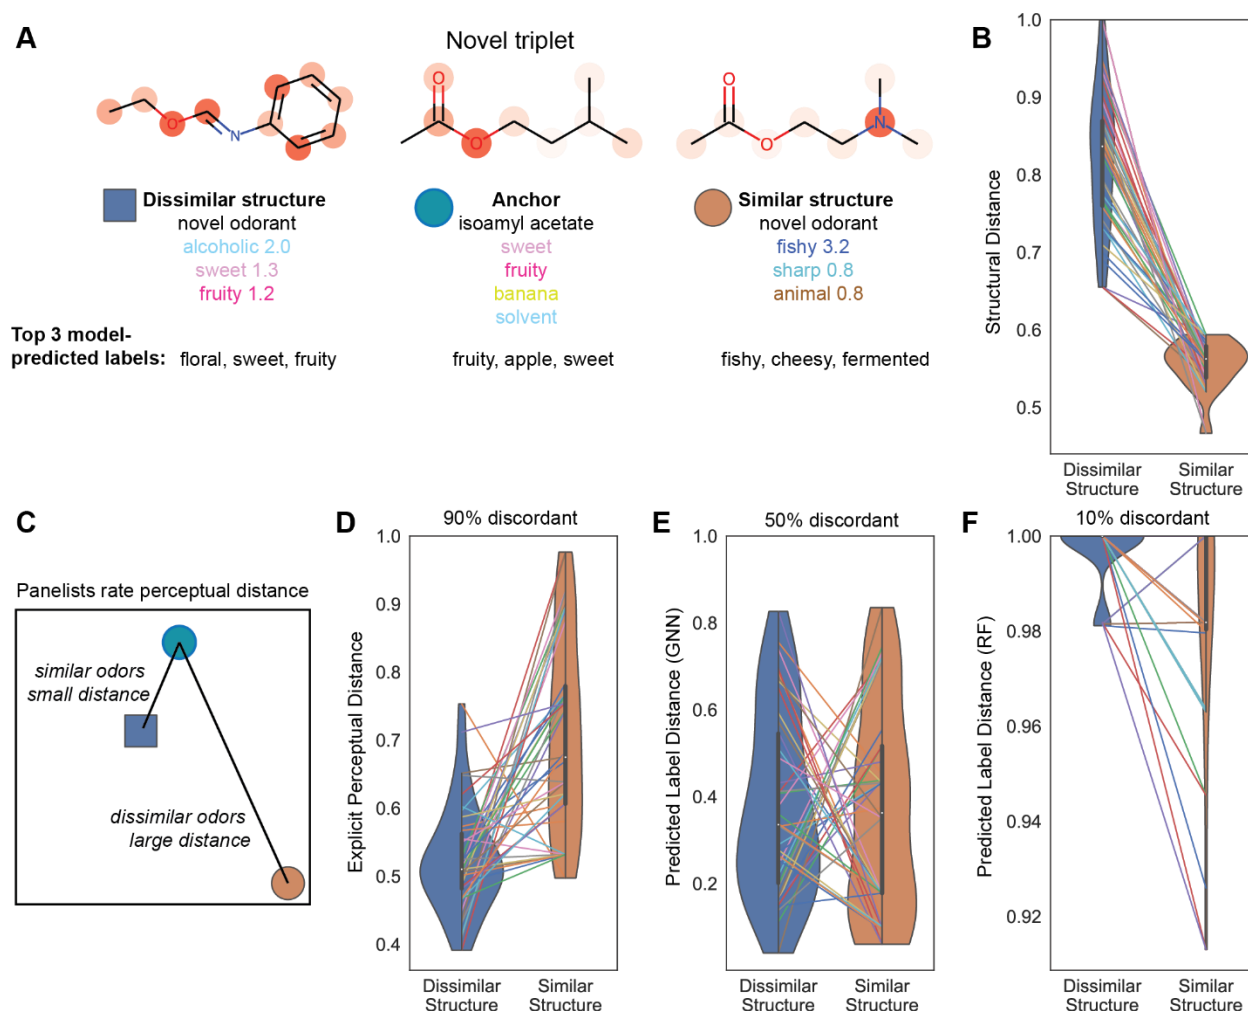 A
Novel triplet
O
N
O
O
O
O
N
Dissimilar structure
novel odorant
alcoholic 2.0
sweet 1.3
fruity 1.2
Anchor
isoamyl acetate
sweet
fruity
banana
solvent
Similar structure
novel odorant
fishy 3.2
sharp 0.8
animal 0.8
Top 3 model-
predicted labels:
floral, sweet, fruity
fruity, apple, sweet
fishy, cheesy, fermented
B
Structural Distance
1.0
0.9
0.8
0.7
0.6
0.5
Dissimilar
Structure
Similar
Structure
C
Panelists rate perceptual distance
similar odors
small distance
dissimilar odors
large distance
D
90% discordant
Explicit Perceptual Distance
1.0
0.9
0.8
0.7
0.6
0.5
0.4
Dissimilar
Structure
Similar
Structure
E
50% discordant
Predicted Label Distance (GNN)
1.0
0.8
0.6
0.4
0.2
Dissimilar
Structure
Similar
Structure
F
10% discordant
Predicted Label Distance (RF)
1.00
0.98
0.96
0.94
0.92
Dissimilar
Structure
Similar
Structure